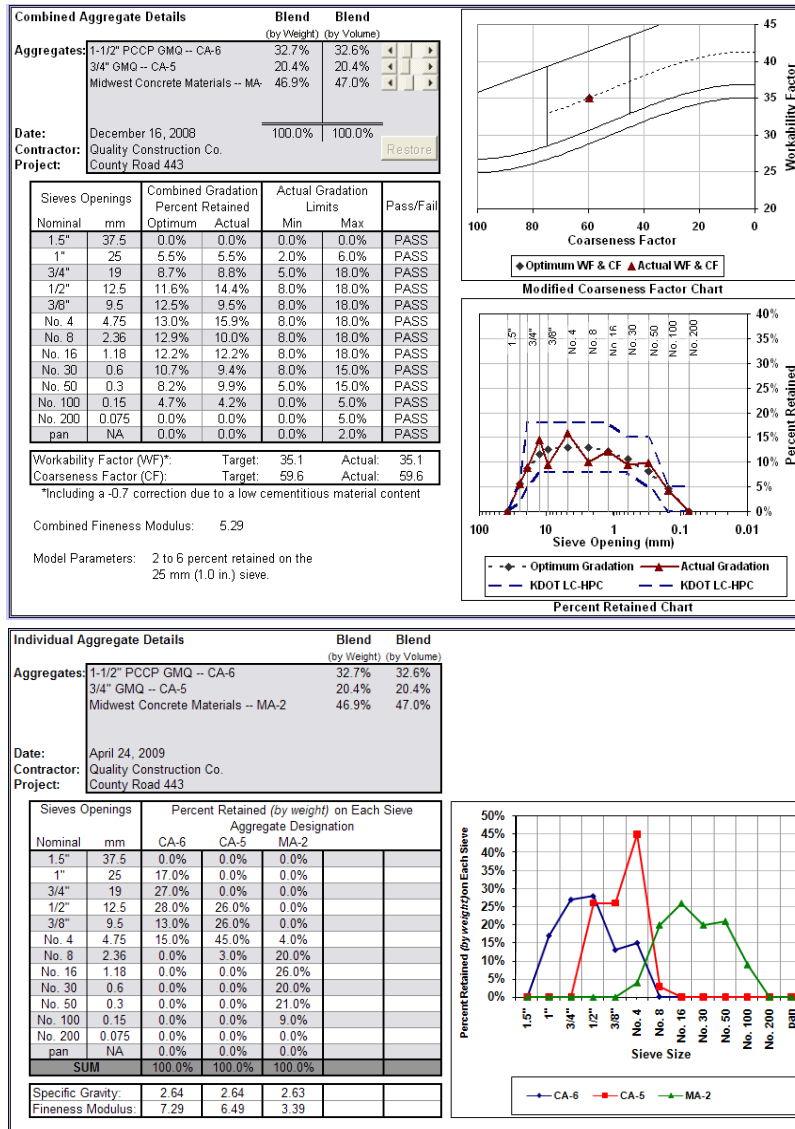 Combined Aggregate Details Blend Blend
(by Weight) (by Volume)
Aggregates: 1-1/2" PCCP GMQ -- CA-6 32.7% 32.6%
3/4" GMQ -- CA-5 20.4% 20.4%
Midwest Concrete Materials -- MA- 46.9% 47.0%
Date: December 16, 2008 100.0% 100.0%
Contractor: Quality Construction Co. Restore
Project: County Road 443
Sieves Openings Combined Gradation Actual Gradation Pass/Fail
Percent Retained Limits
Nominal mm Optimum Actual Min Max
1.5" 37.5 0.0% 0.0% 0.0% 0.0% PASS
1" 25 5.5% 5.5% 2.0% 6.0% PASS
3/4" 19 8.7% 8.8% 5.0% 18.0% PASS
1/2" 12.5 11.6% 14.4% 8.0% 18.0% PASS
3/8" 9.5 12.5% 9.5% 8.0% 18.0% PASS
No. 4 4.75 13.0% 15.9% 8.0% 18.0% PASS
No. 8 2.36 12.9% 10.0% 8.0% 18.0% PASS
No. 16 1.18 12.2% 12.2% 8.0% 18.0% PASS
No. 30 0.6 10.7% 9.4% 8.0% 15.0% PASS
No. 50 0.3 8.2% 9.9% 5.0% 15.0% PASS
No. 100 0.15 4.7% 4.2% 0.0% 5.0% PASS
No. 200 0.075 0.0% 0.0% 0.0% 5.0% PASS
pan NA 0.0% 0.0% 0.0% 2.0% PASS
Workability Factor (WF)*: Target: 35.1 Actual: 35.1
Coarseness Factor (CF): Target: 59.6 Actual: 59.6
*Including a -0.7 correction due to a low cementitious material content
Combined Fineness Modulus: 5.29
Model Parameters: 2 to 6 percent retained on the
25 mm (1.0 in.) sieve.
45
40
35
30
25
20
Workability Factor
100 80 60 40 20 0
Coarseness Factor
Optimum WF & CF Actual WF & CF
Modified Coarseness Factor Chart
1.5" 3/4" 3/8" No. 4 No. 8 No. 16 No. 30 No. 50 No. 100 No. 200
40%
35%
30%
25%
20%
15%
10%
5%
0%
Percent Retained
100 10 1 0.1 0.01
Sieve Opening (mm)
Optimum Gradation Actual Gradation
KDOT LC-HPC KDOT LC-HPC
Percent Retained Chart
Individual Aggregate Details Blend Blend
(by Weight) (by Volume)
Aggregates: 1-1/2" PCCP GMQ -- CA-6 32.7% 32.6%
3/4" GMQ -- CA-5 20.4% 20.4%
Midwest Concrete Materials -- MA-2 46.9% 47.0%
Date: April 24, 2009
Contractor: Quality Construction Co.
Project: County Road 443
Sieves Openings Percent Retained (by weight) on Each Sieve
Aggregate Designation
Nominal mm CA-6 CA-5 MA-2
1.5" 37.5 0.0% 0.0% 0.0%
1" 25 17.0% 0.0% 0.0%
3/4" 19 27.0% 0.0% 0.0%
1/2" 12.5 28.0% 26.0% 0.0%
3/8" 9.5 13.0% 26.0% 0.0%
No. 4 4.75 15.0% 45.0% 4.0%
No. 8 2.36 0.0% 3.0% 20.0%
No. 16 1.18 0.0% 0.0% 26.0%
No. 30 0.6 0.0% 0.0% 20.0%
No. 50 0.3 0.0% 0.0% 21.0%
No. 100 0.15 0.0% 0.0% 9.0%
No. 200 0.075 0.0% 0.0% 0.0%
pan NA 0.0% 0.0% 0.0%
SUM 100.0% 100.0% 100.0%
Specific Gravity: 2.64 2.64 2.63
Fineness Modulus: 7.29 6.49 3.39
Percent Retained (by weight) on Each Sieve
50%
45%
40%
35%
30%
25%
20%
15%
10%
5%
0%
1.5" 1" 3/4" 1/2" 3/8" No. 4 No. 8 No. 16 No. 30 No. 50 No. 100 No. 200 pan
Sieve Size
CA-6 CA-5 MA-2